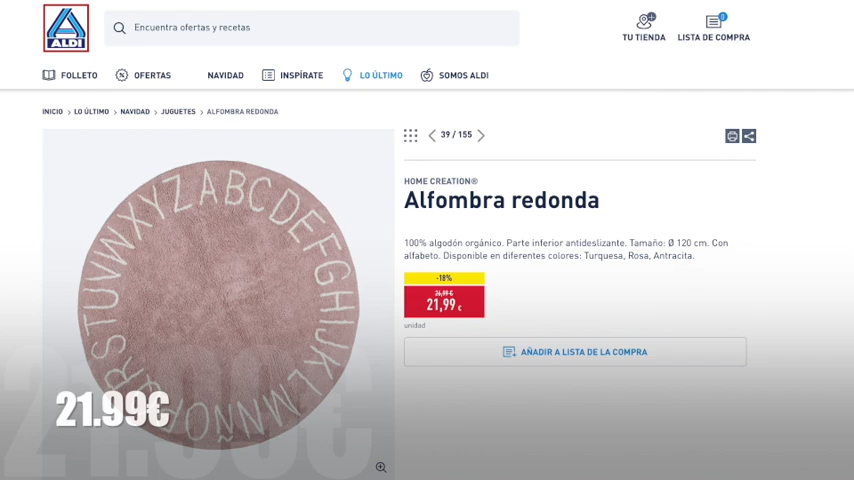 ALDI
Encuentra ofertas y recetas
TU TIENDA
LISTA DE COMPRA
FOLLETO
OFERTAS
NAVIDAD
INSPÍRATE
LO ÚLTIMO
SOMOS ALDI
INICIO > LO ÚLTIMO > NAVIDAD > JUGUETES > ALFOMBRA REDONDA
39 / 155
HOME CREATION®
Alfombra redonda
100% algodón orgánico. Parte inferior antideslizante. Tamaño: Ø 120 cm. Con
alfabeto. Disponible en diferentes colores: Turquesa, Rosa, Antracita.
-18%
26,99 €
21,99 €
unidad
AÑADIR A LISTA DE LA COMPRA
ABCDEFGHIJKLMNÑOPQRSTUVWXYZ
21.99€
21.99€